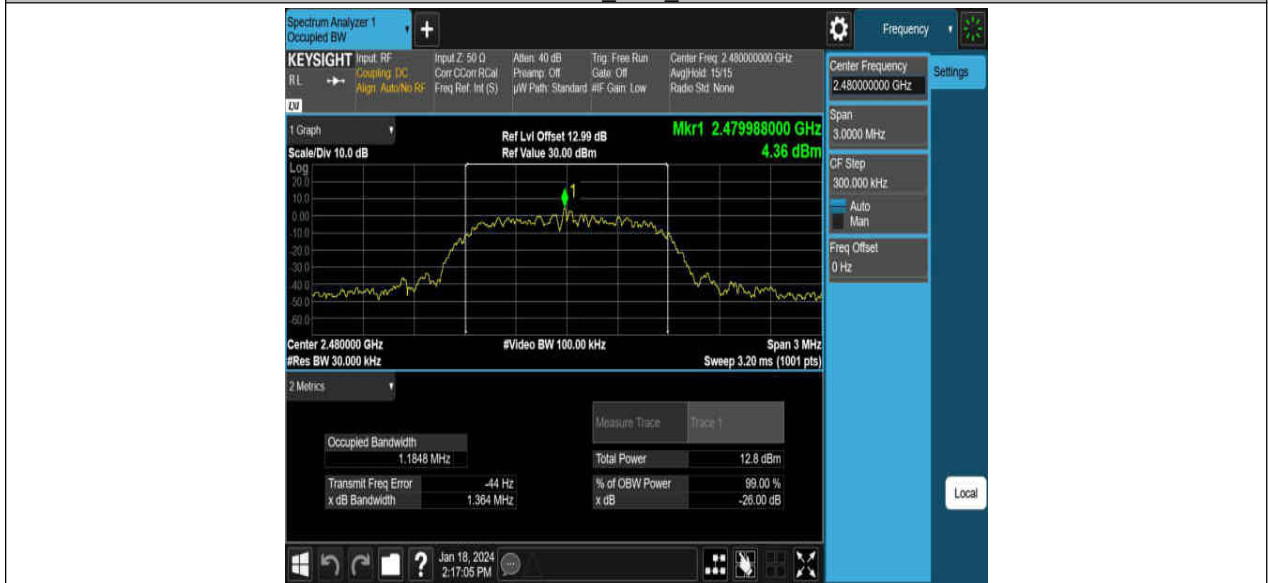 Spectrum Analyzer 1
Occupied BW
+
Frequency
KEYSIGHT
RL
LXI
Input: RF
Coupling: DC
Align: Auto/No RF
Input Z: 50 Ω
Corr CCorr RCal
Freq Ref: Int (S)
Atten: 40 dB
Preamp: Off
µW Path: Standard
Trig: Free Run
Gate: Off
#IF Gain: Low
Center Freq: 2.480000000 GHz
Avg|Hold: 15/15
Radio Std: None
Center Frequency
2.480000000 GHz
Settings
Span
3.0000 MHz
CF Step
300.000 kHz
Auto
Man
Freq Offset
0 Hz
1 Graph
Scale/Div 10.0 dB
Ref Lvl Offset 12.99 dB
Ref Value 30.00 dBm
Mkr1 2.479988000 GHz
4.36 dBm
Log
20.0
10.0
0.00
-10.0
-20.0
-30.0
-40.0
-50.0
-60.0
1
Center 2.480000 GHz
#Video BW 100.00 kHz
Span 3 MHz
#Res BW 30.000 kHz
Sweep 3.20 ms (1001 pts)
2 Metrics
Measure Trace
Trace 1
Occupied Bandwidth
1.1848 MHz
Total Power 12.8 dBm
Transmit Freq Error -44 Hz
% of OBW Power 99.00 %
x dB Bandwidth 1.364 MHz
x dB -26.00 dB
Local
?
Jan 18, 2024
2:17:05 PM